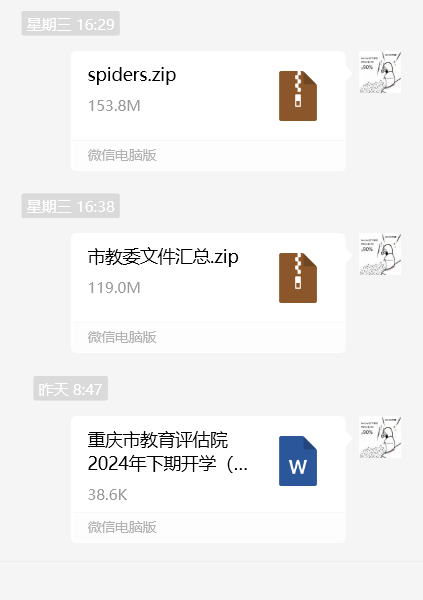 星期三 16:29
spiders.zip
153.8M
微信电脑版
星期三 16:38
市教委文件汇总.zip
119.0M
微信电脑版
昨天 8:47
重庆市教育评估院
2024年下期开学（...
W
38.6K
微信电脑版